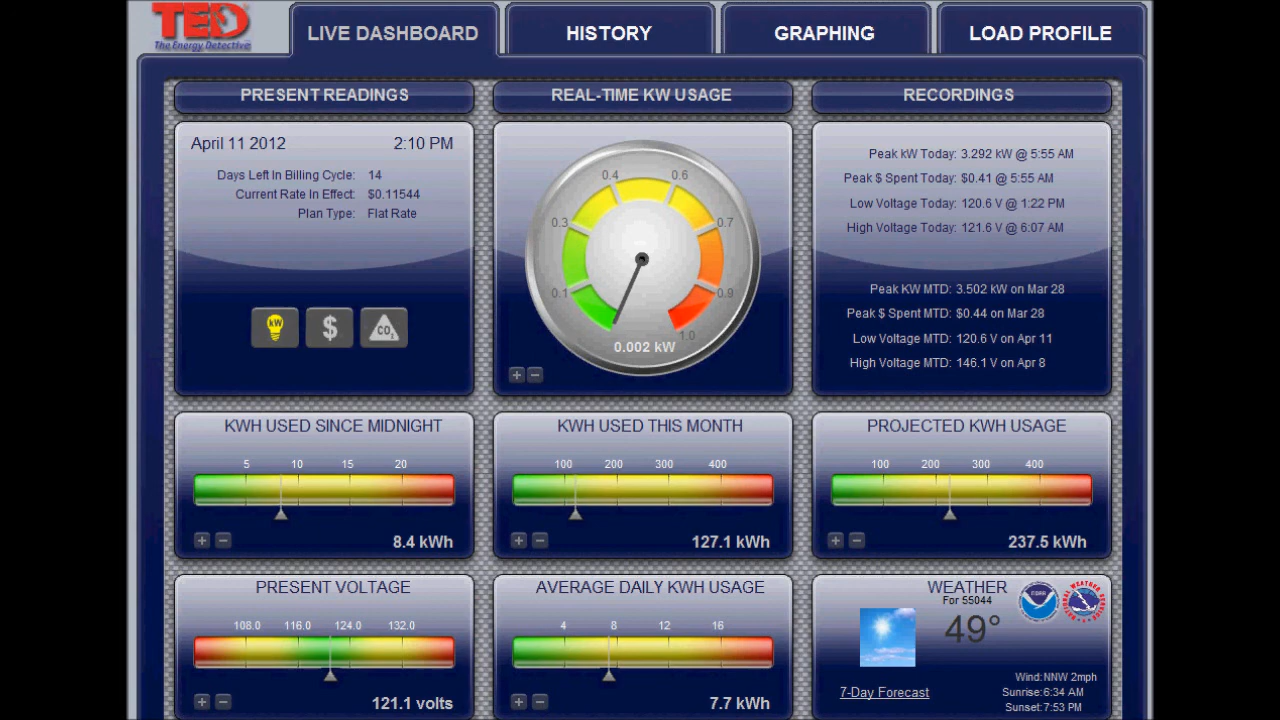 TED
The Energy Detective
LIVE DASHBOARD
HISTORY
GRAPHING
LOAD PROFILE
PRESENT READINGS
April 11 2012 2:10 PM
Days Left In Billing Cycle: 14
Current Rate In Effect: $0.11544
Plan Type: Flat Rate
kW
$
CO₂
REAL-TIME KW USAGE
0.4 0.6
0.3 0.7
0.1 0.9
1.0
0.002 kW
+ −
RECORDINGS
Peak kW Today: 3.292 kW @ 5:55 AM
Peak $ Spent Today: $0.41 @ 5:55 AM
Low Voltage Today: 120.6 V @ 1:22 PM
High Voltage Today: 121.6 V @ 6:07 AM
Peak KW MTD: 3.502 kW on Mar 28
Peak $ Spent MTD: $0.44 on Mar 28
Low Voltage MTD: 120.6 V on Apr 11
High Voltage MTD: 146.1 V on Apr 8
KWH USED SINCE MIDNIGHT
5 10 15 20
+ − 8.4 kWh
KWH USED THIS MONTH
100 200 300 400
+ − 127.1 kWh
PROJECTED KWH USAGE
100 200 300 400
+ − 237.5 kWh
PRESENT VOLTAGE
108.0 116.0 124.0 132.0
+ − 121.1 volts
AVERAGE DAILY KWH USAGE
4 8 12 16
+ − 7.7 kWh
WEATHER
For 55044
49°
Wind:NNW 2mph
7-Day Forecast
Sunrise:6:34 AM
Sunset:7:53 PM